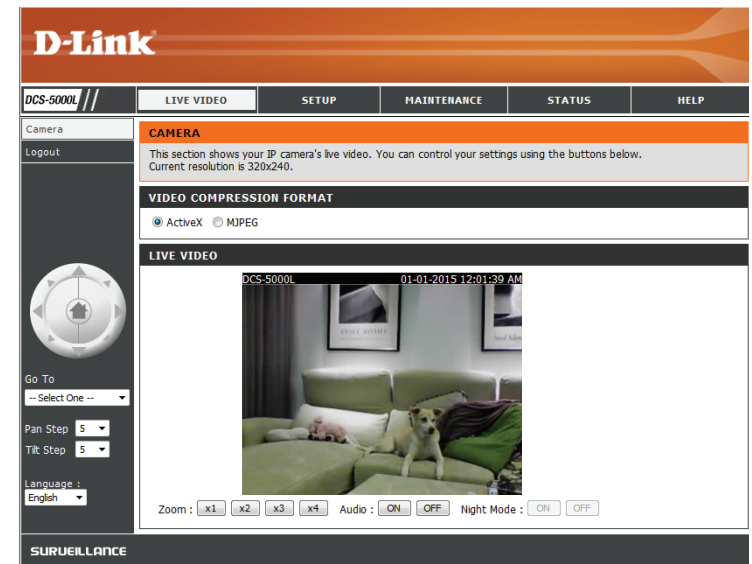 D-Link
DCS-5000L
LIVE VIDEO SETUP MAINTENANCE STATUS HELP
Camera
Logout
CAMERA
This section shows your IP camera's live video. You can control your settings using the buttons below.
Current resolution is 320x240.
VIDEO COMPRESSION FORMAT
ActiveX MJPEG
LIVE VIDEO
DCS-5000L 01-01-2015 12:01:39 AM
ANSEL ADAMS
Go To
-- Select One --
Pan Step 5
Tilt Step 5
Language :
English
Zoom : x1 x2 x3 x4 Audio : ON OFF Night Mode : ON OFF
SURVEILLANCE